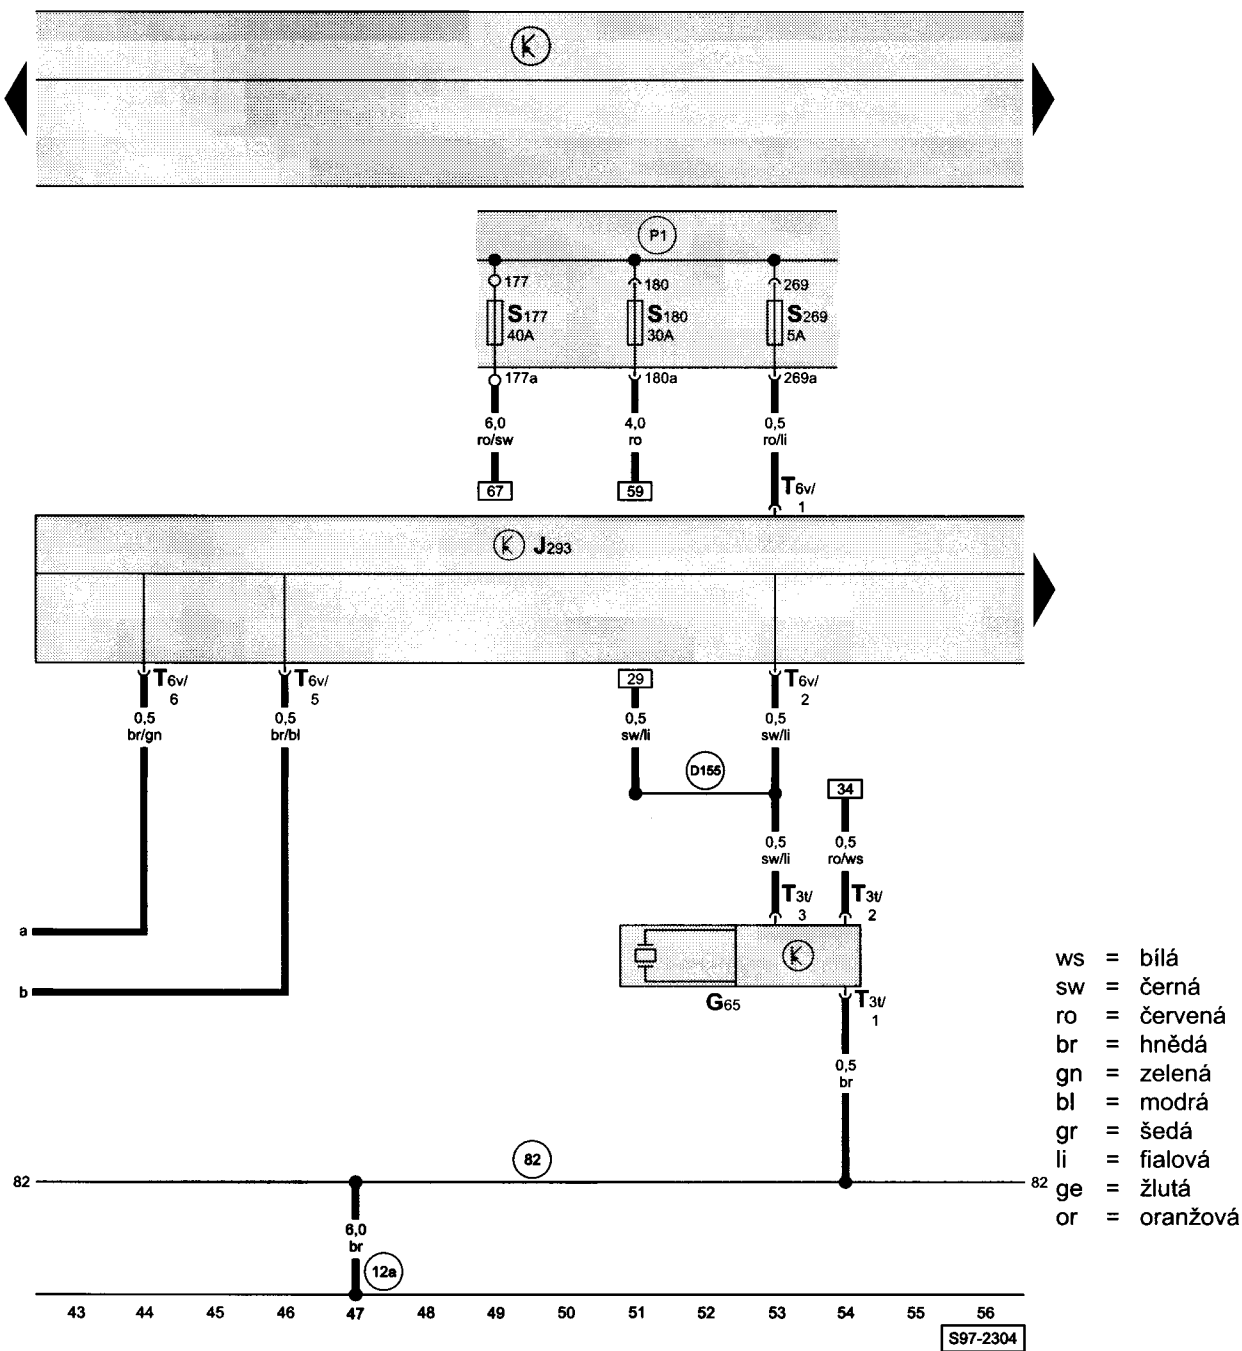 P1
177 180 269
S177 S180 S269
40A 30A 5A
177a 180a 269a
6,0 4,0 0,5
ro/sw ro ro/li
67 59 T6v/
1
J293
T6v/ T6v/ 29 T6v/
6 5 2
0,5 0,5 0,5 0,5
br/gn br/bl sw/li sw/li
D155
34
0,5 0,5
sw/li ro/ws
T3t/ T3t/
3 2
a
b
G65 T3t/
1
0,5
br
82
82 82
6,0
br
12a
43 44 45 46 47 48 49 50 51 52 53 54 55 56
S97-2304
ws = bílá
sw = černá
ro = červená
br = hnědá
gn = zelená
bl = modrá
gr = šedá
li = fialová
ge = žlutá
or = oranžová